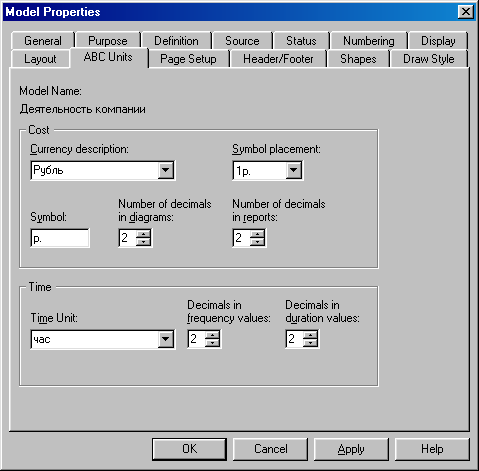 Model Properties
General Purpose Definition Source Status Numbering Display
Layout ABC Units Page Setup Header/Footer Shapes Draw Style
Model Name:
Деятельность компании
Cost
Currency description: Symbol placement:
Рубль 1р.
Number of decimals Number of decimals
Symbol: in diagrams: in reports:
р. 2 2
Time
Decimals in Decimals in
Time Unit: frequency values: duration values:
час 2 2
OK Cancel Apply Help